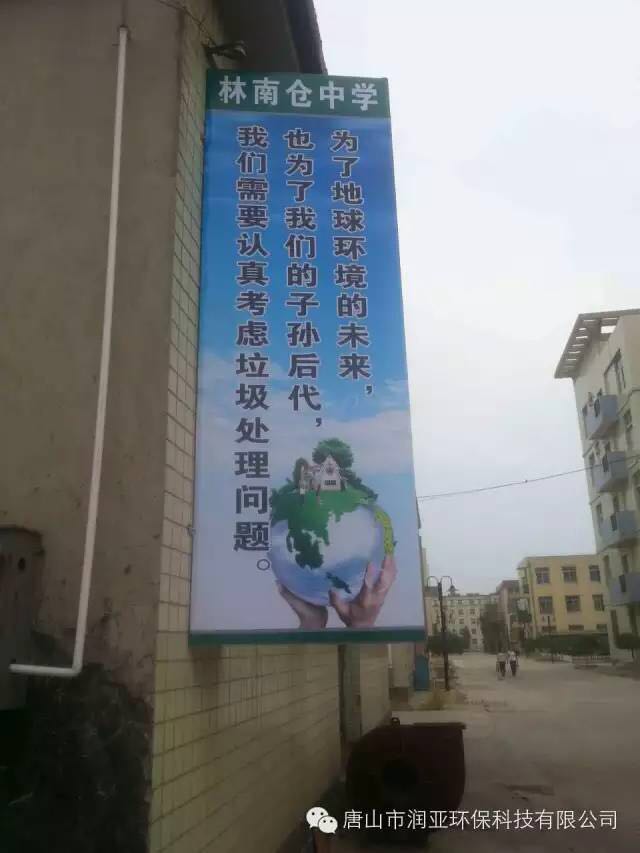 林南仓中学
为了地球环境的未来，
也为了我们的子孙后代，
我们需要认真考虑垃圾处理问题。
唐山市润亚环保科技有限公司